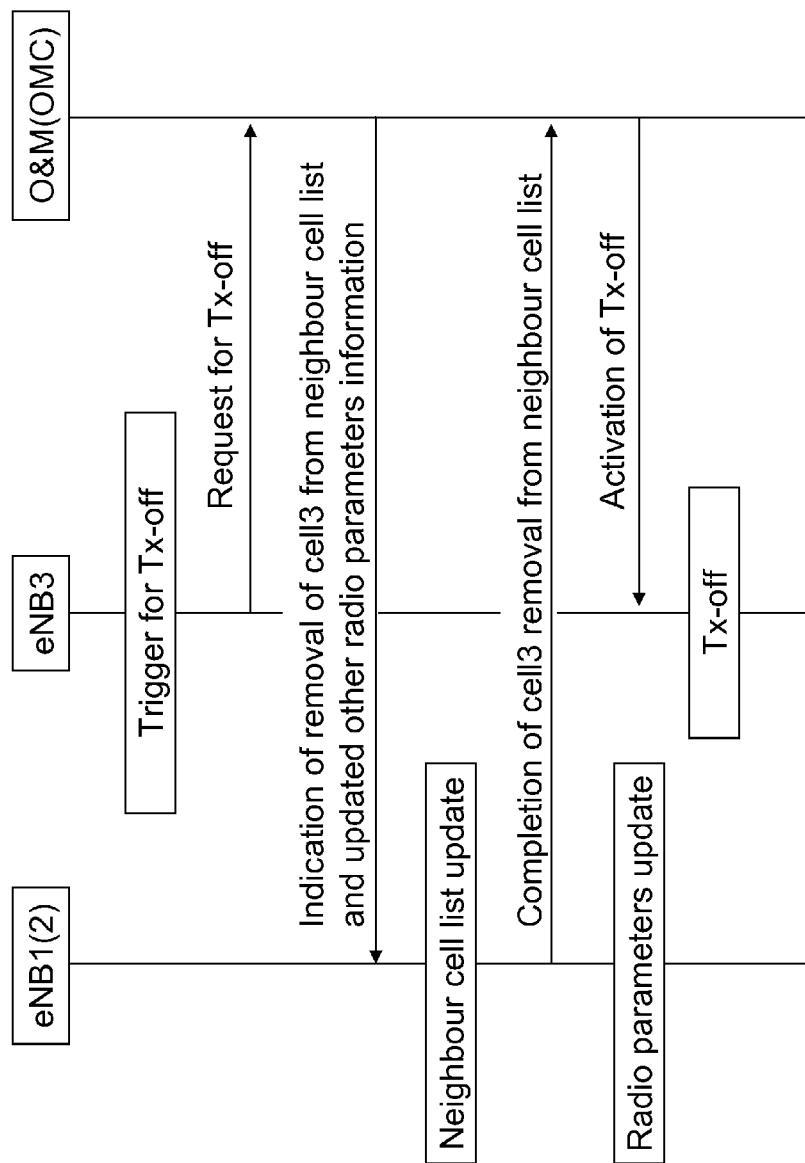 eNB1(2)
eNB3
O&M(OMC)
Trigger for Tx-off
Request for Tx-off
Indication of removal of cell3 from neighbour cell list
and updated other radio parameters information
Neighbour cell list update
Completion of cell3 removal from neighbour cell list
Radio parameters update
Activation of Tx-off
Tx-off